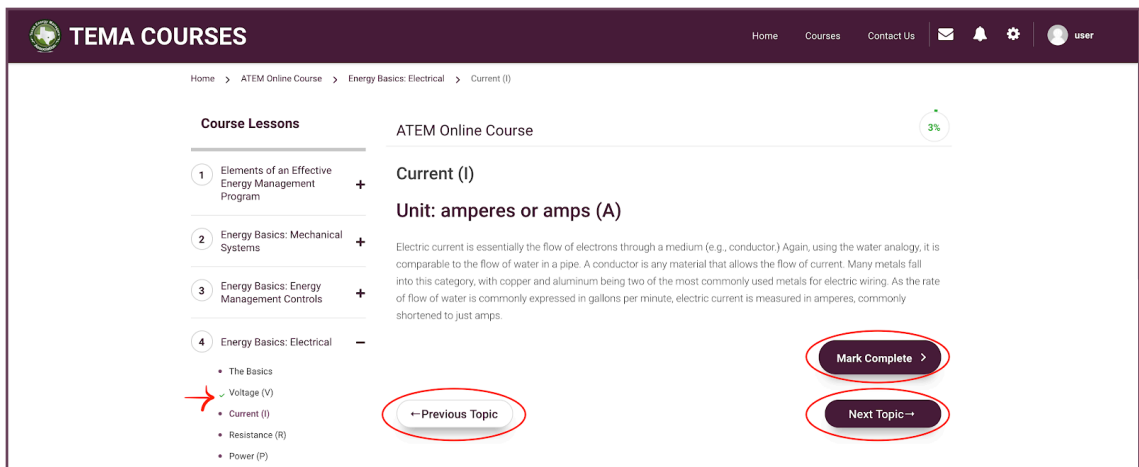 TEMA COURSES
Home
Courses
Contact Us
user
Home > ATEM Online Course > Energy Basics: Electrical > Current (I)
Course Lessons
1
Elements of an Effective
Energy Management
Program
+
2
Energy Basics: Mechanical
Systems
+
3
Energy Basics: Energy
Management Controls
+
4
Energy Basics: Electrical
−
• The Basics
Voltage (V)
• Current (I)
• Resistance (R)
• Power (P)
ATEM Online Course
3%
Current (I)
Unit: amperes or amps (A)
Electric current is essentially the flow of electrons through a medium (e.g., conductor.) Again, using the water analogy, it is
comparable to the flow of water in a pipe. A conductor is any material that allows the flow of current. Many metals fall
into this category, with copper and aluminum being two of the most commonly used metals for electric wiring. As the rate
of flow of water is commonly expressed in gallons per minute, electric current is measured in amperes, commonly
shortened to just amps.
Mark Complete >
←Previous Topic
Next Topic→